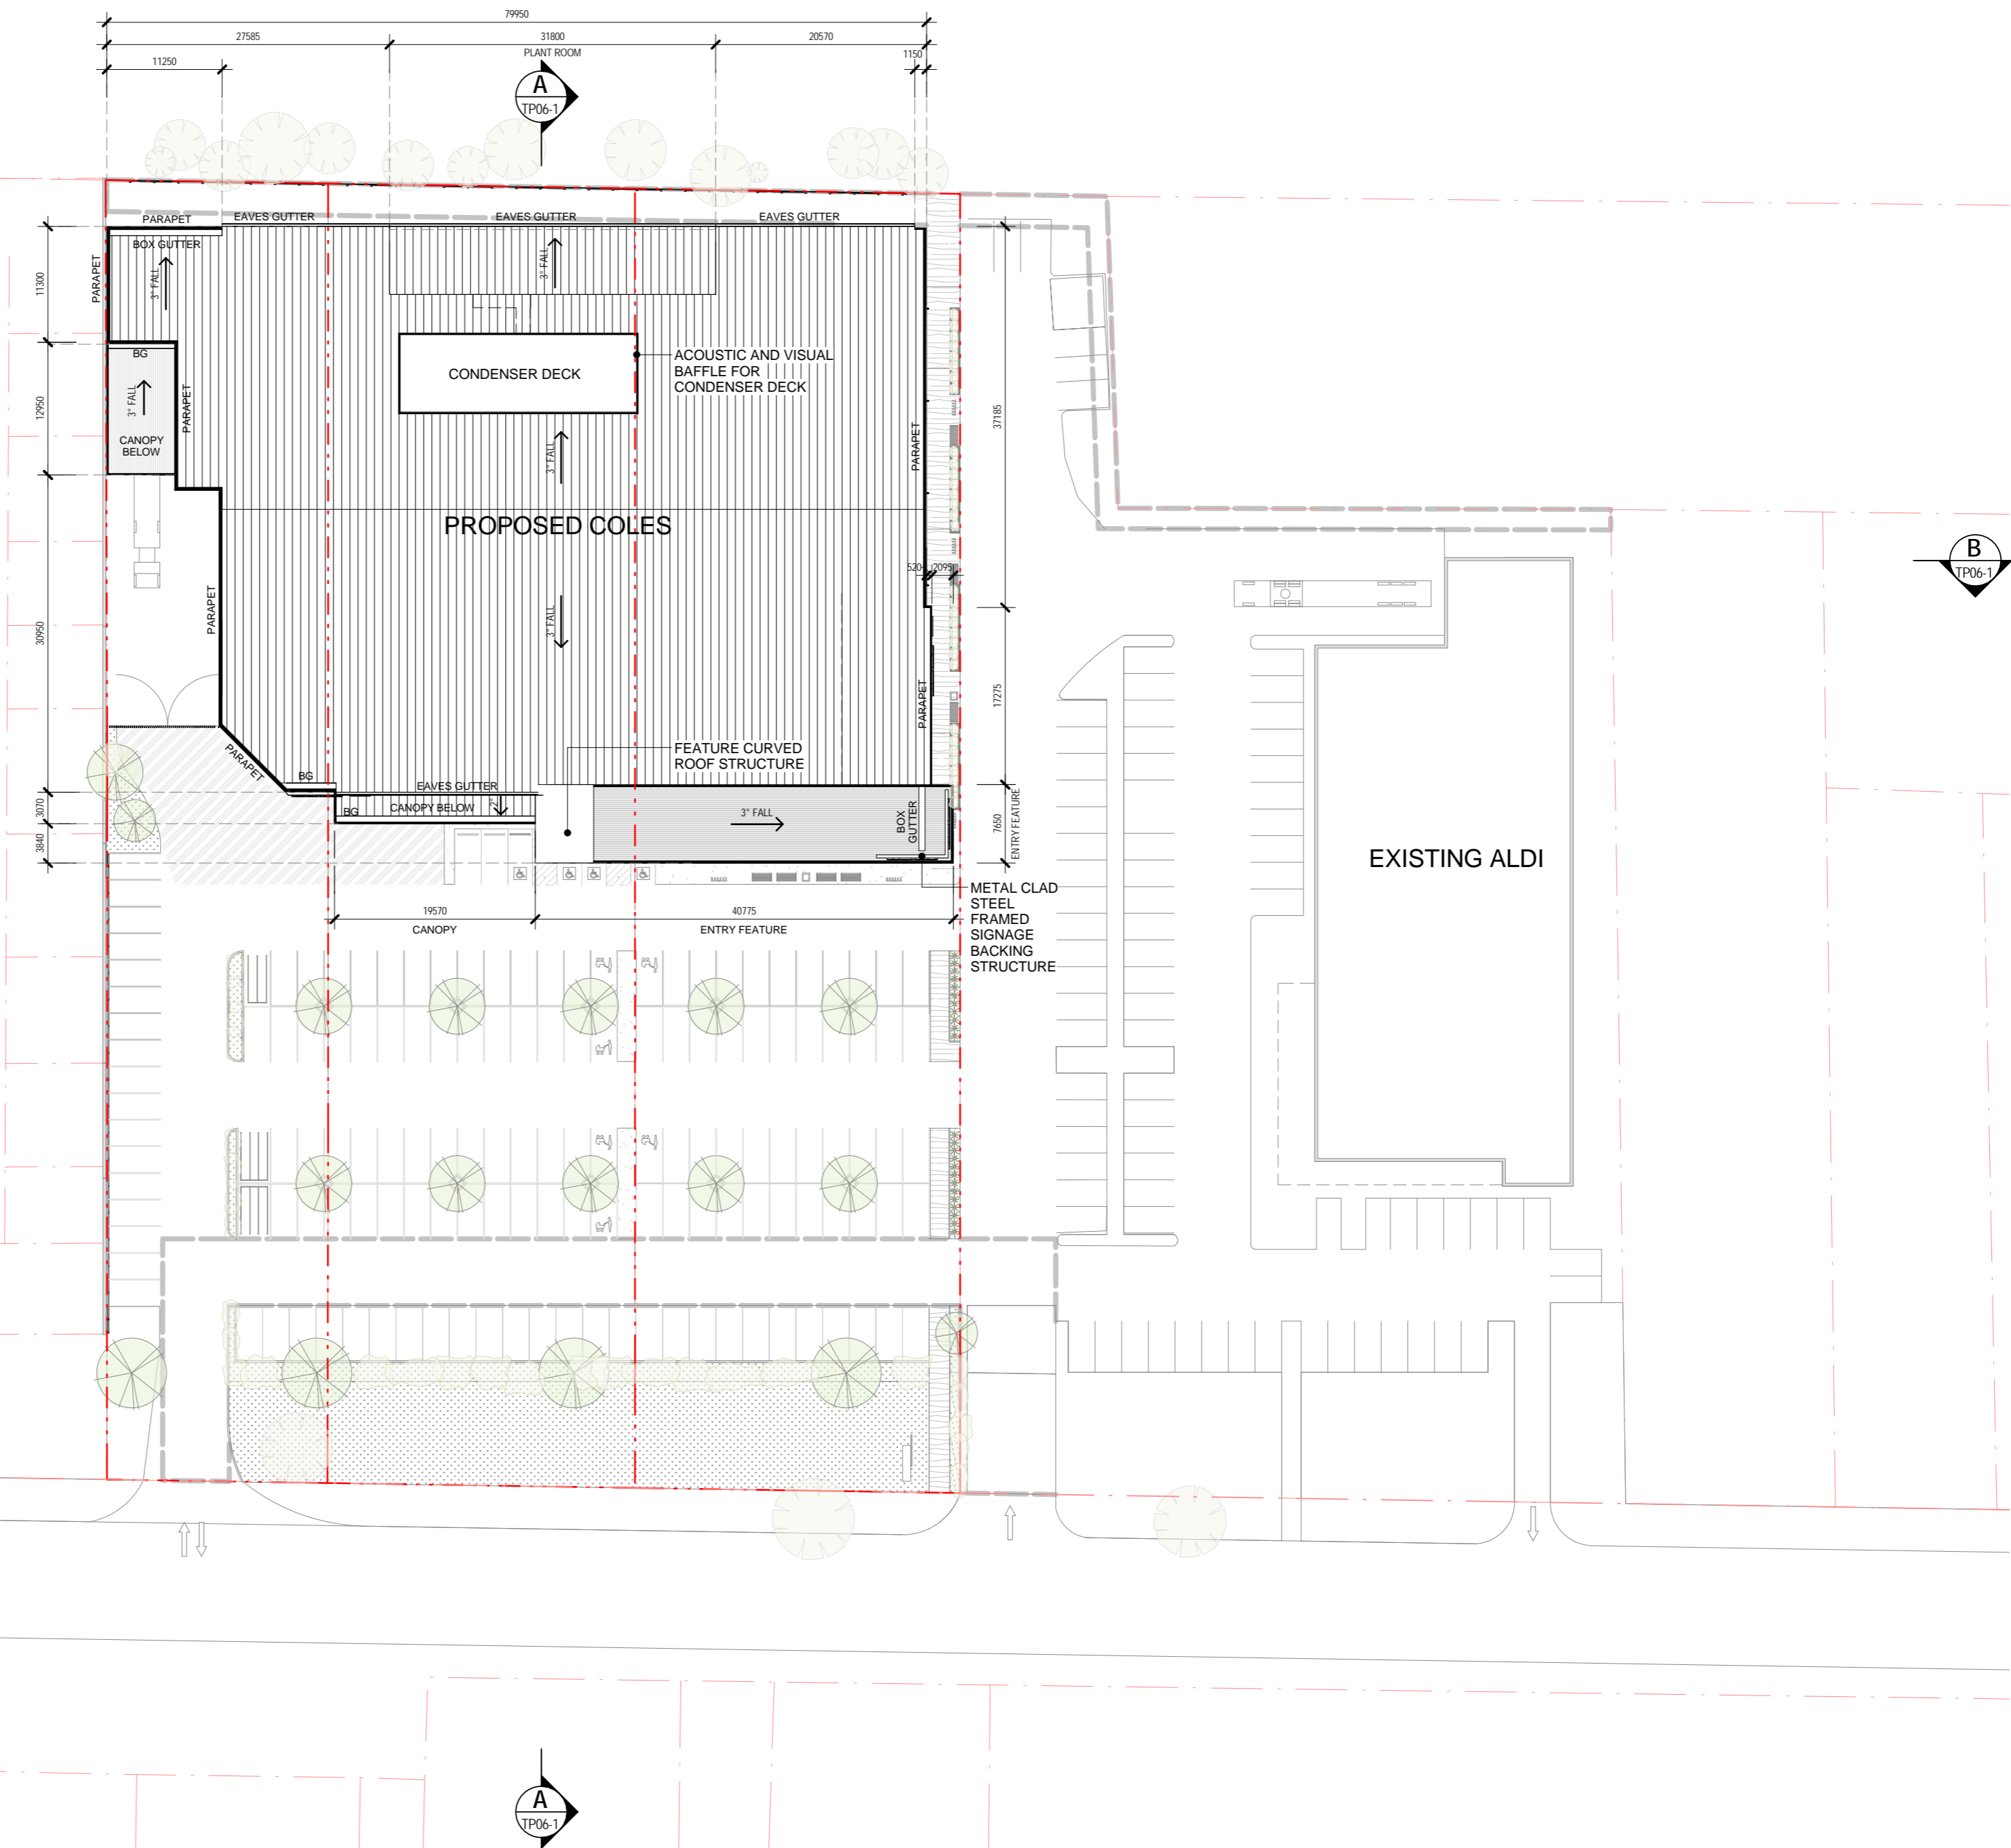 79950
27585
31800
20570
PLANT ROOM
11250
1150
A
TP06-1
PARAPET
EAVES GUTTER
EAVES GUTTER
EAVES GUTTER
BOX GUTTER
PARAPET
3° FALL
3° FALL
11300
BG
CONDENSER DECK
ACOUSTIC AND VISUAL
BAFFLE FOR
CONDENSER DECK
3° FALL
PARAPET
12950
CANOPY
BELOW
37185
PARAPET
3° FALL
PROPOSED COLES
B
TP06-1
520
2095
PARAPET
3° FALL
30950
17275
PARAPET
PARAPET
FEATURE CURVED
ROOF STRUCTURE
BG
EAVES GUTTER
BG
CANOPY BELOW
2°
3° FALL
BOX
GUTTER
3070
3840
7650
ENTRY FEATURE
EXISTING ALDI
METAL CLAD
STEEL
FRAMED
SIGNAGE
BACKING
STRUCTURE
19570
CANOPY
40775
ENTRY FEATURE
A
TP06-1